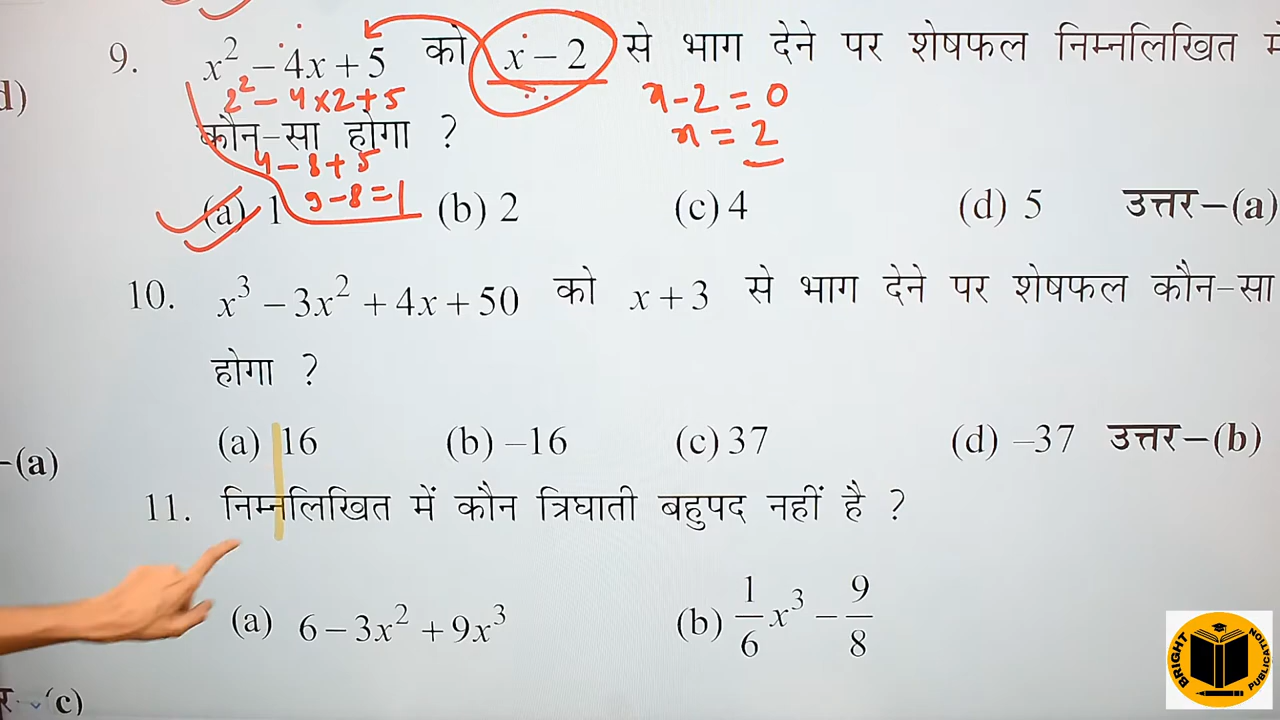 9. x² – 4x + 5 को x – 2 से भाग देने पर शेषफल निम्नलिखित में
d)
2² – 4×2+5
x-2=0
कौन-सा होगा ?
x = 2
4-8+5
9-8=1
(a) 1 (b) 2 (c) 4 (d) 5 उत्तर–(a)
10. x³ – 3x² + 4x + 50 को x + 3 से भाग देने पर शेषफल कौन-सा
होगा ?
(a) 16 (b) –16 (c) 37 (d) –37 उत्तर–(b)
–(a)
11. निम्नलिखित में कौन त्रिघाती बहुपद नहीं है ?
(a) 6 – 3x² + 9x³ (b) 1/6 x³ – 9/8
(c)
BRIGHT PUBLICATION